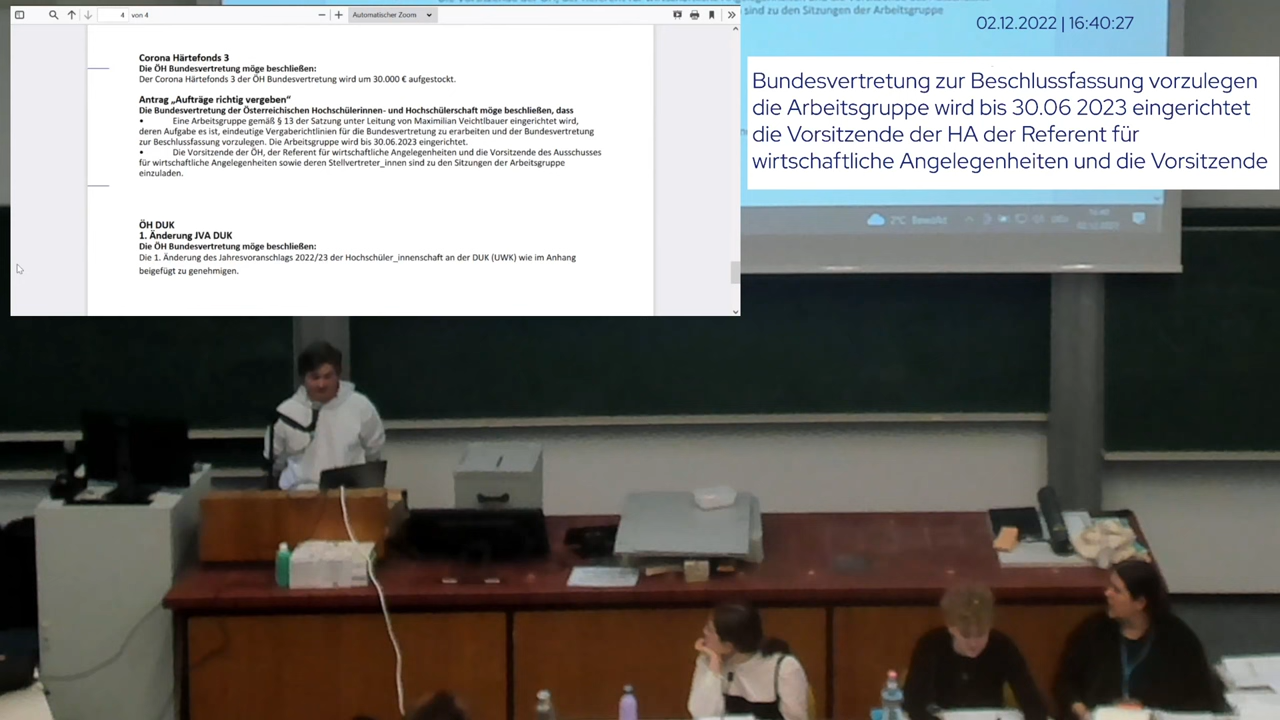 4 von 4
Automatischer Zoom
Corona Härtefonds 3
Die ÖH Bundesvertretung möge beschließen:
Der Corona Härtefonds 3 der ÖH Bundesvertretung wird um 30.000 € aufgestockt.
Antrag „Aufträge richtig vergeben"
Die Bundesvertretung der Österreichischen Hochschülerinnen- und Hochschülerschaft möge beschließen, dass
• Eine Arbeitsgruppe gemäß § 13 der Satzung unter Leitung von Maximilian Veichtlbauer eingerichtet wird,
deren Aufgabe es ist, eindeutige Vergaberichtlinien für die Bundesvertretung zu erarbeiten und der Bundesvertretung
zur Beschlussfassung vorzulegen. Die Arbeitsgruppe wird bis 30.06.2023 eingerichtet.
• Die Vorsitzende der ÖH, der Referent für wirtschaftliche Angelegenheiten und die Vorsitzende des Ausschusses
für wirtschaftliche Angelegenheiten sowie deren Stellvertreter_innen sind zu den Sitzungen der Arbeitsgruppe
einzuladen.
ÖH DUK
1. Änderung JVA DUK
Die ÖH Bundesvertretung möge beschließen:
Die 1. Änderung des Jahresvoranschlags 2022/23 der Hochschüler_innenschaft an der DUK (UWK) wie im Anhang
beigefügt zu genehmigen.
sind zu den Sitzungen der Arbeitsgruppe
02.12.2022 | 16:40:27
Bundesvertretung zur Beschlussfassung vorzulegen
die Arbeitsgruppe wird bis 30.06 2023 eingerichtet
die Vorsitzende der HA der Referent für
wirtschaftliche Angelegenheiten und die Vorsitzende
2°C Bewölkt